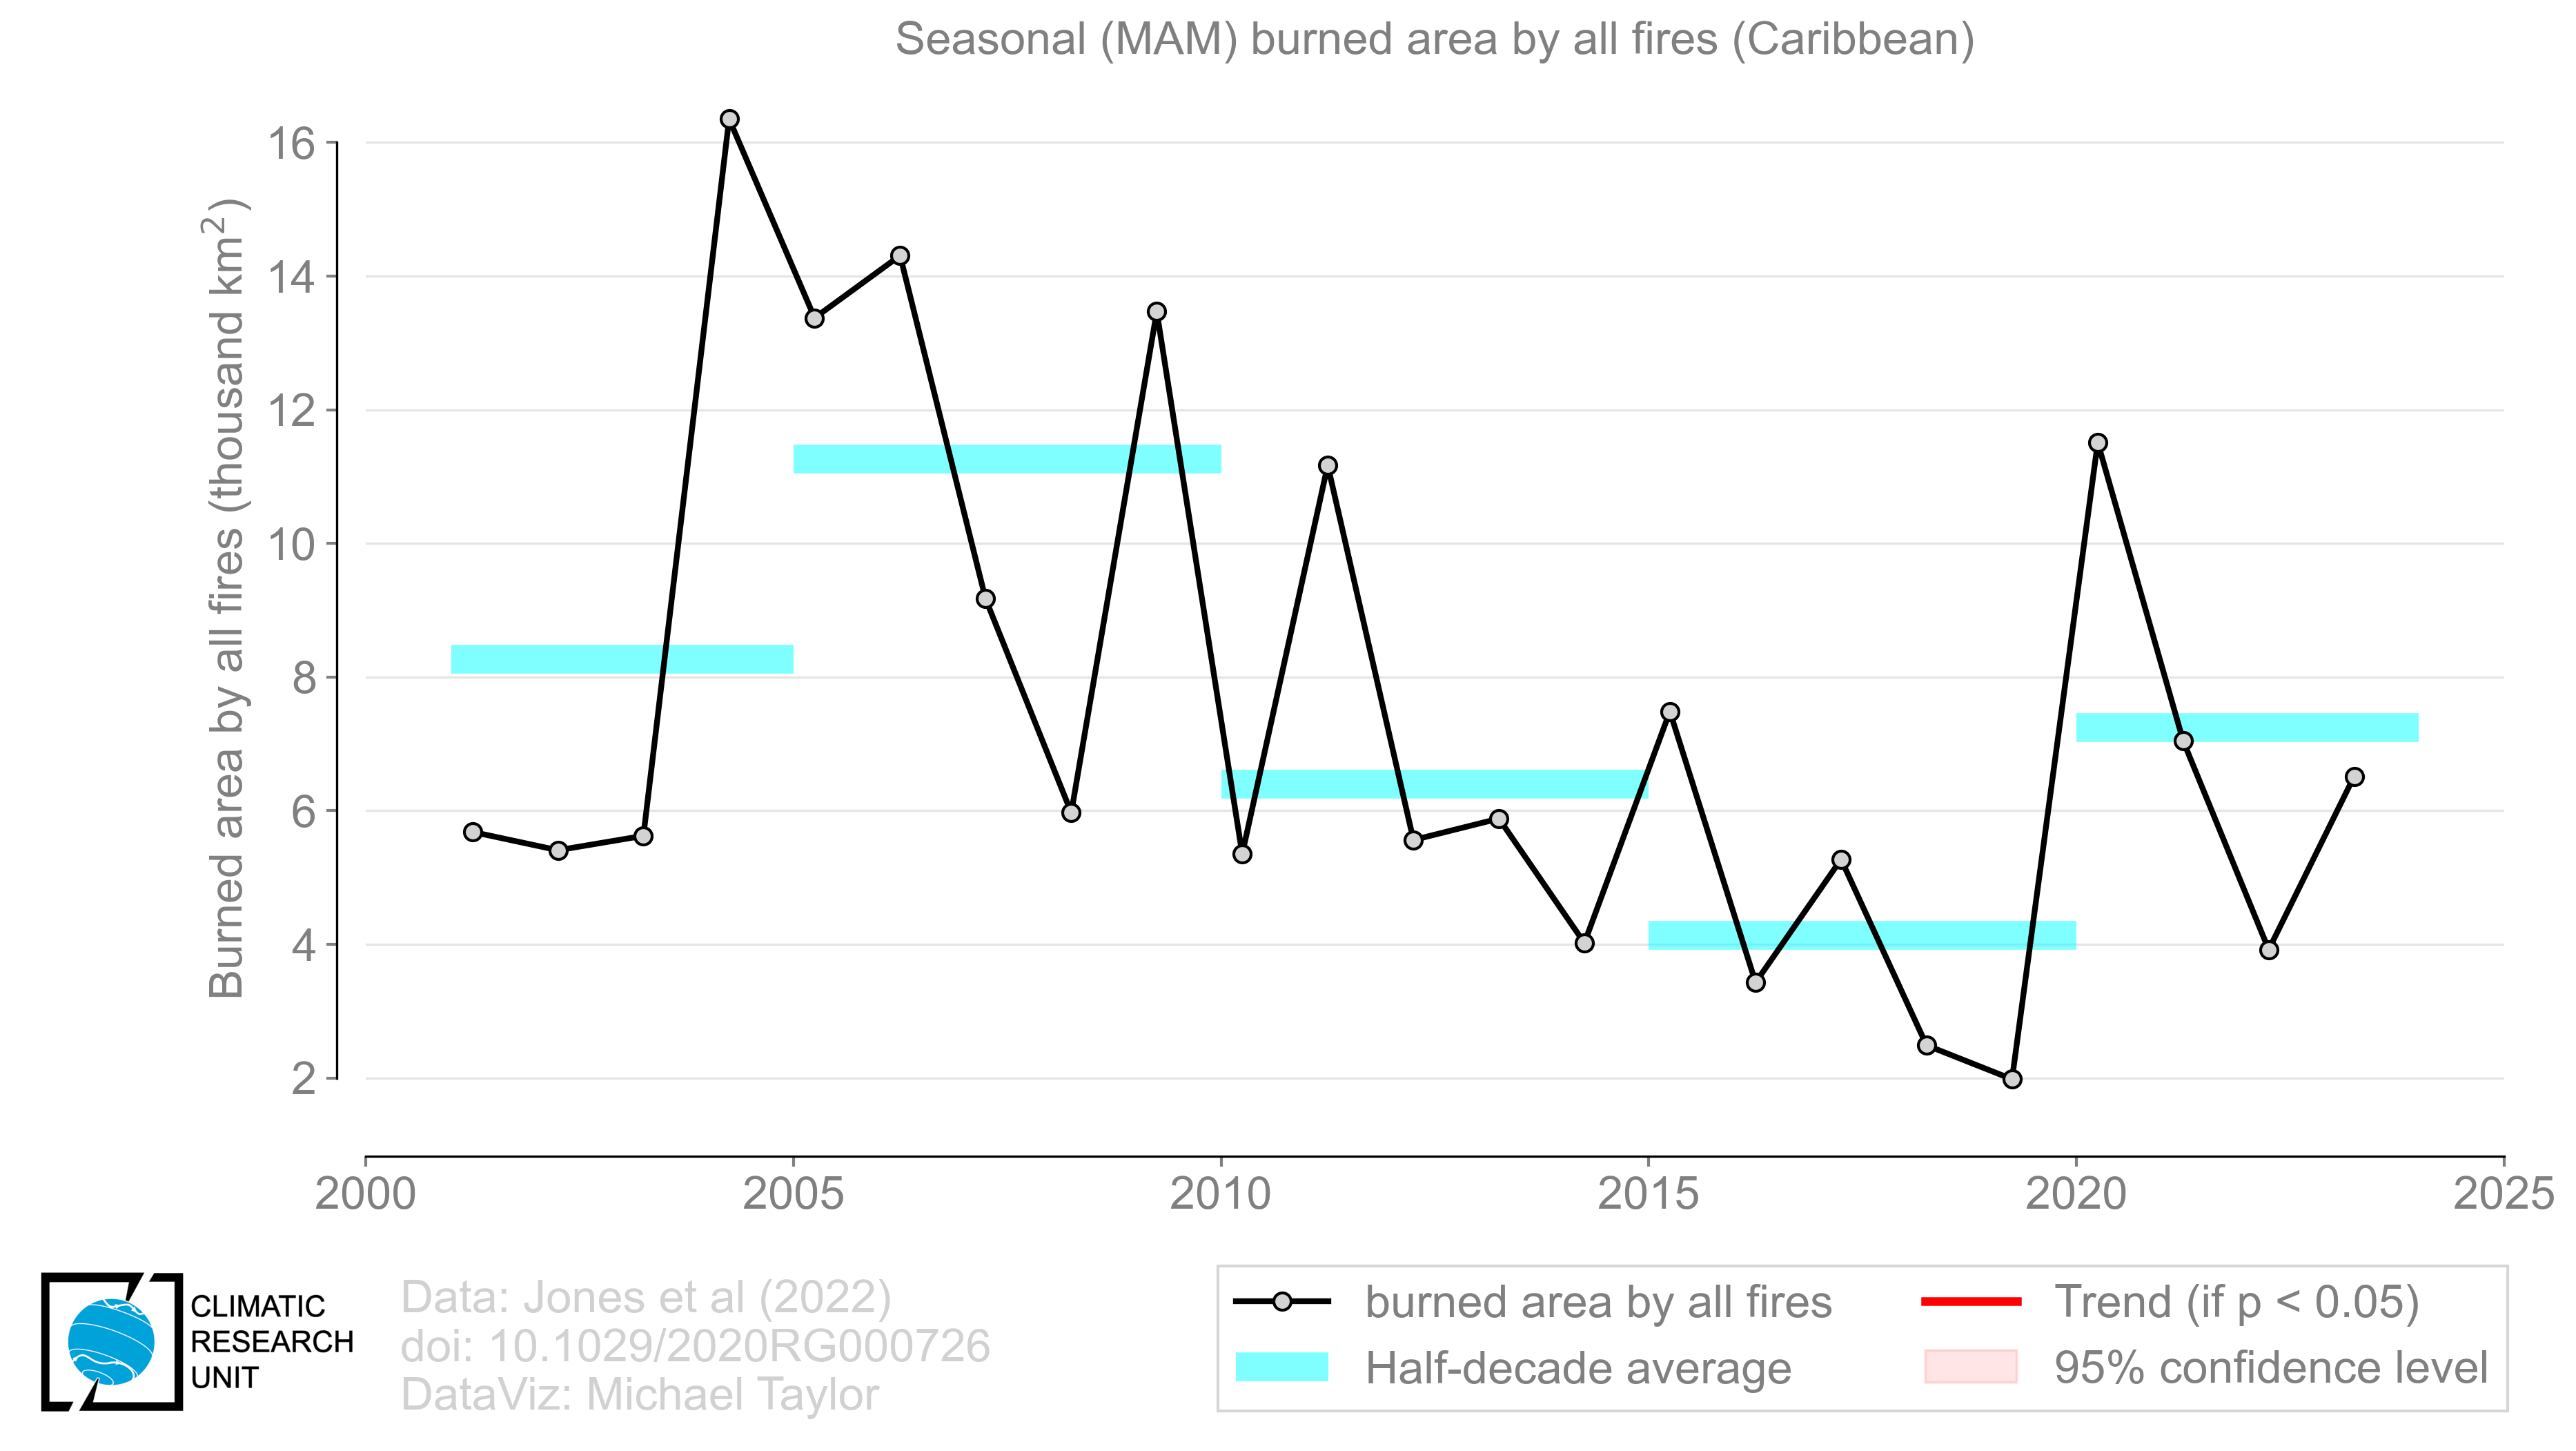 Seasonal (MAM) burned area by all fires (Caribbean)
Burned area by all fires (thousand km²)
16
14
12
10
8
6
4
2
2000 2005 2010 2015 2020 2025
CLIMATIC
RESEARCH
UNIT
Data: Jones et al (2022)
doi: 10.1029/2020RG000726
DataViz: Michael Taylor
burned area by all fires
Half-decade average
Trend (if p < 0.05)
95% confidence level